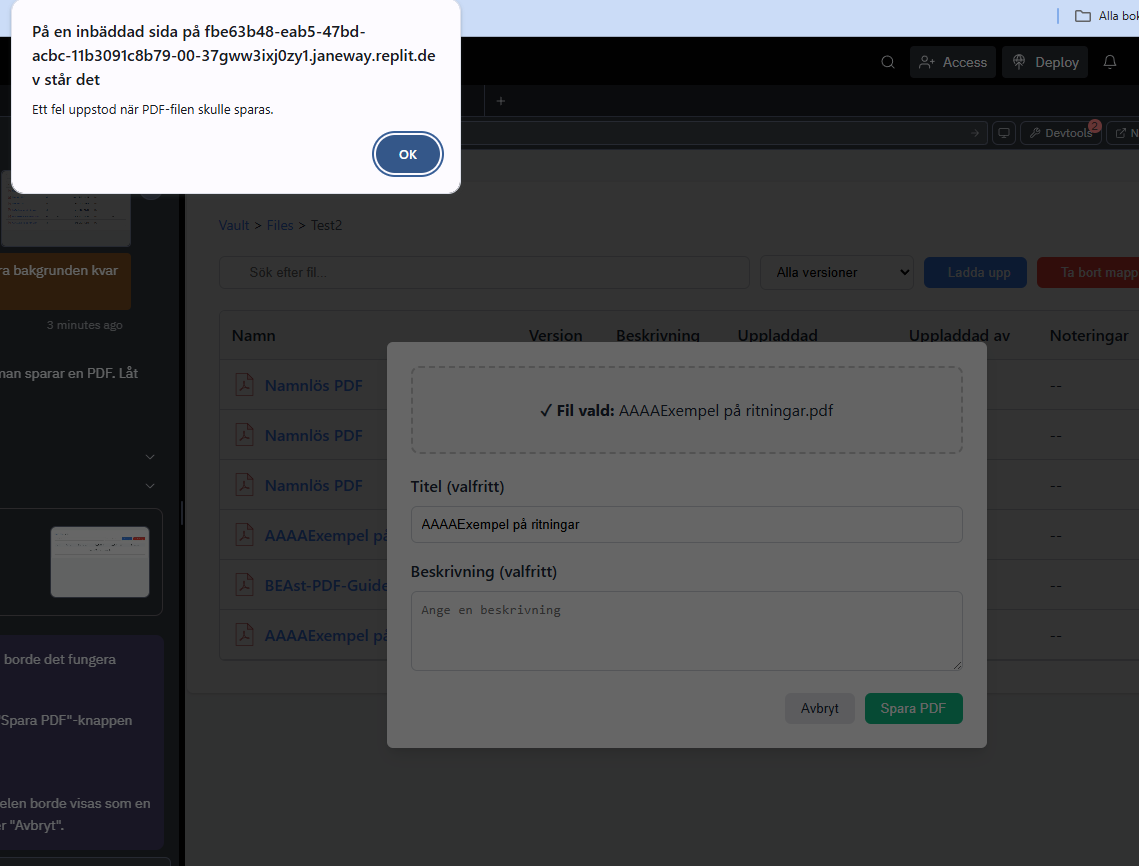 På en inbäddad sida på fbe63b48-eab5-47bd-
acbc-11b3091c8b79-00-37gww3ixj0zy1.janeway.replit.de
v står det
Ett fel uppstod när PDF-filen skulle sparas.
OK
Alla bok
Access
Deploy
Devtools
2
N
ra bakgrunden kvar
3 minutes ago
man sparar en PDF. Låt
borde det fungera
"Spara PDF"-knappen
elen borde visas som en
r "Avbryt".
Vault > Files > Test2
Sök efter fil...
Alla versioner
Ladda upp
Ta bort mapp
Namn Version Beskrivning Uppladdad Uppladdad av Noteringar
Namnlös PDF --
Namnlös PDF --
Namnlös PDF --
AAAAExempel på --
BEAst-PDF-Guide --
AAAAExempel på --
✓ Fil vald: AAAAExempel på ritningar.pdf
Titel (valfritt)
AAAAExempel på ritningar
Beskrivning (valfritt)
Ange en beskrivning
Avbryt
Spara PDF